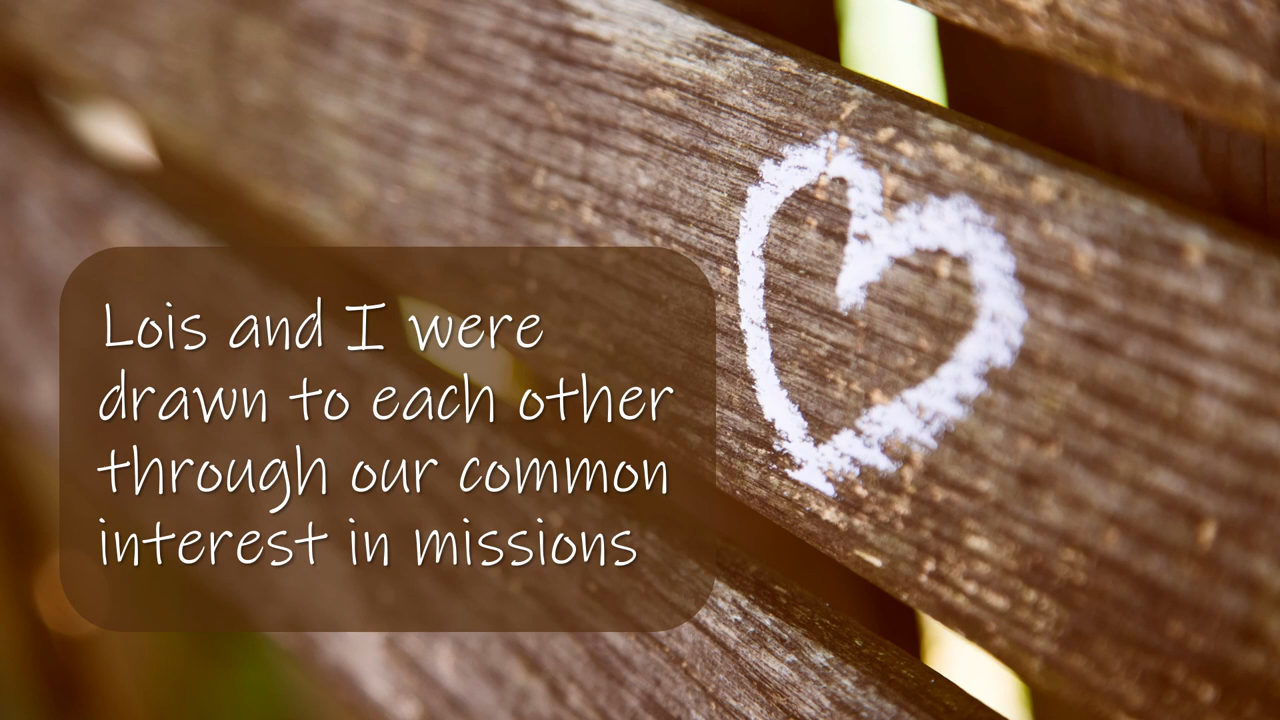 Lois and I were
drawn to each other
through our common
interest in missions